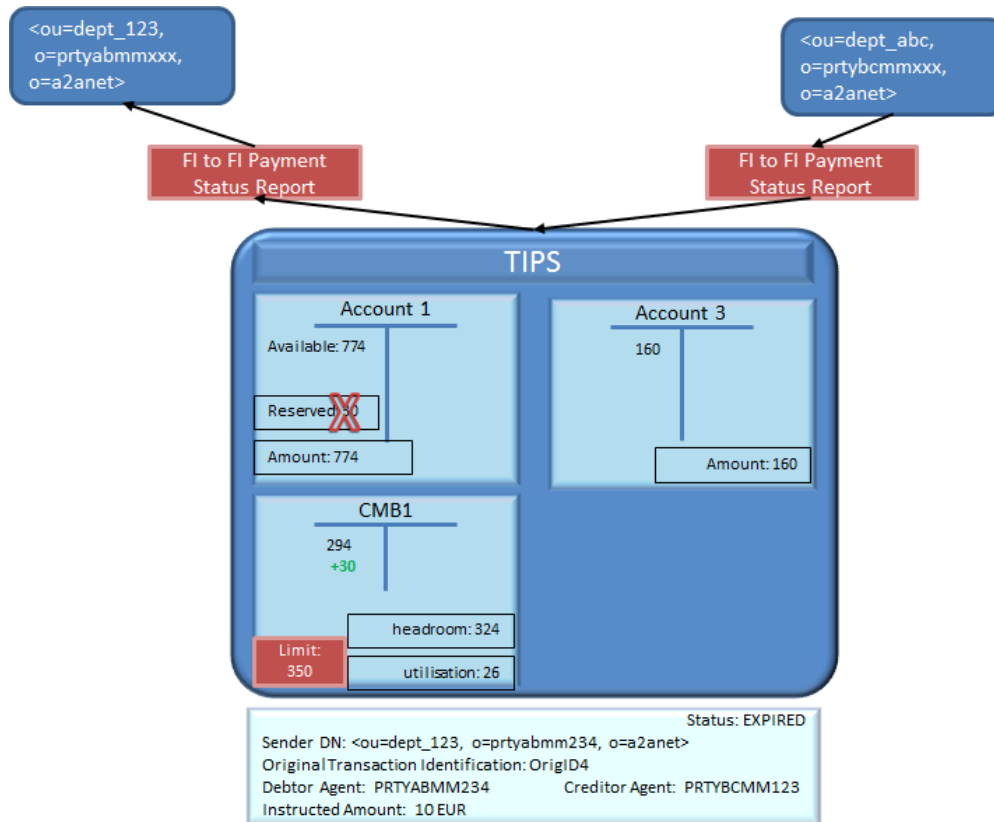 <ou=dept_123,
o=prtyabmmxxx,
o=a2anet>
<ou=dept_abc,
o=prtybcmmxxx,
o=a2anet>
FI to FI Payment
Status Report
FI to FI Payment
Status Report
TIPS
Account 1
Available: 774
Reserved: 30
X
Amount: 774
Account 3
160
Amount: 160
CMB1
294
+30
headroom: 324
Limit:
350
utilisation: 26
Status: EXPIRED
Sender DN: <ou=dept_123, o=prtyabmm234, o=a2anet>
Original Transaction Identification: OrigID4
Debtor Agent: PRTYABMM234 Creditor Agent: PRTYBCMM123
Instructed Amount: 10 EUR